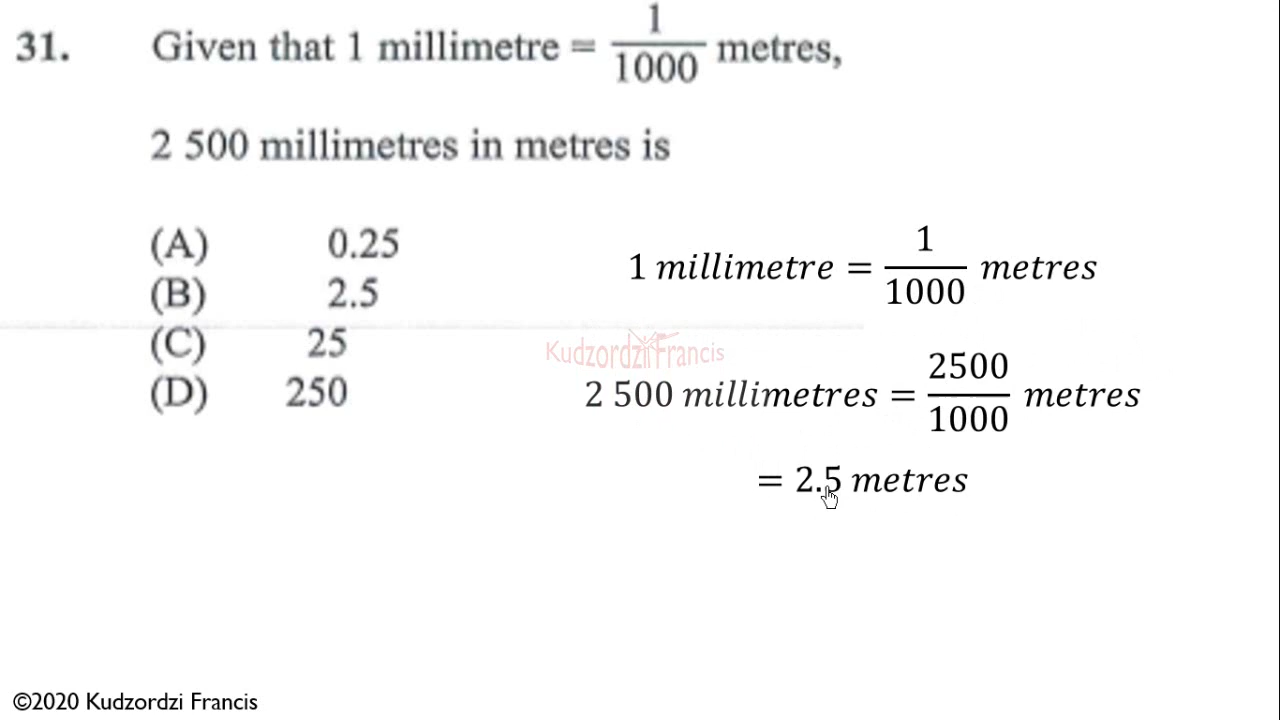 31. Given that 1 millimetre = 1/1000 metres,
2 500 millimetres in metres is
(A) 0.25
(B) 2.5
(C) 25
(D) 250
1 millimetre = 1/1000 metres
Kudzordzi Francis
2 500 millimetres = 2500/1000 metres
= 2.5 metres
©2020 Kudzordzi Francis